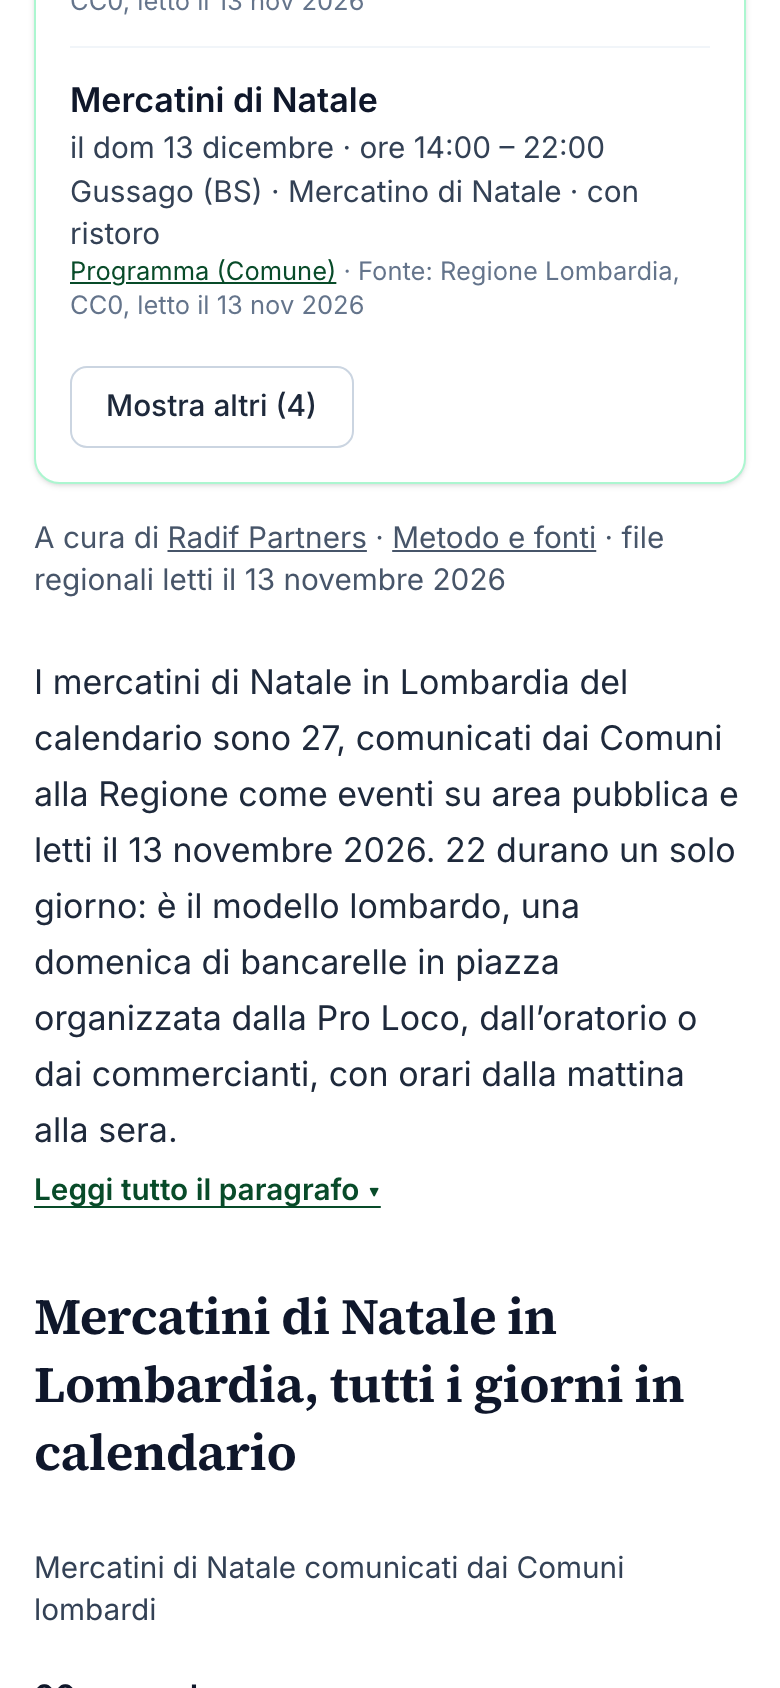 CC0, letto il 13 nov 2026
Mercatini di Natale
il dom 13 dicembre · ore 14:00 – 22:00
Gussago (BS) · Mercatino di Natale · con
ristoro
Programma (Comune) · Fonte: Regione Lombardia,
CC0, letto il 13 nov 2026
Mostra altri (4)
A cura di Radif Partners · Metodo e fonti · file
regionali letti il 13 novembre 2026
I mercatini di Natale in Lombardia del
calendario sono 27, comunicati dai Comuni
alla Regione come eventi su area pubblica e
letti il 13 novembre 2026. 22 durano un solo
giorno: è il modello lombardo, una
domenica di bancarelle in piazza
organizzata dalla Pro Loco, dall’oratorio o
dai commercianti, con orari dalla mattina
alla sera.
Leggi tutto il paragrafo ▾
Mercatini di Natale in
Lombardia, tutti i giorni in
calendario
Mercatini di Natale comunicati dai Comuni
lombardi